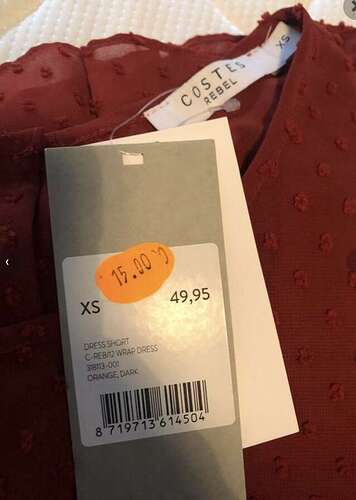 COSTES
REBEL
XS
15.00
XS
49,95
DRESS SHORT
C-REB/12 WRAP DRESS
318113-001
ORANGE, DARK
8 719713 614504